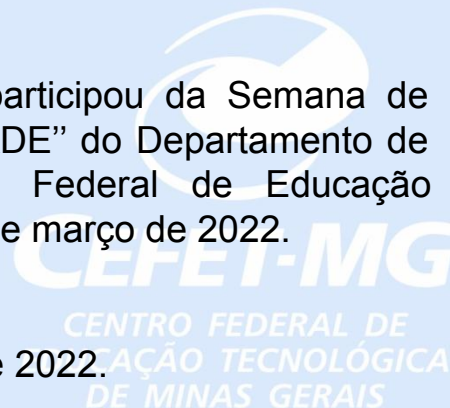 participou da Semana de
DE” do Departamento de
Federal de Educação
e março de 2022.
CEFET-MG
CENTRO FEDERAL DE
EDUCAÇÃO TECNOLÓGICA
DE MINAS GERAIS
e 2022.